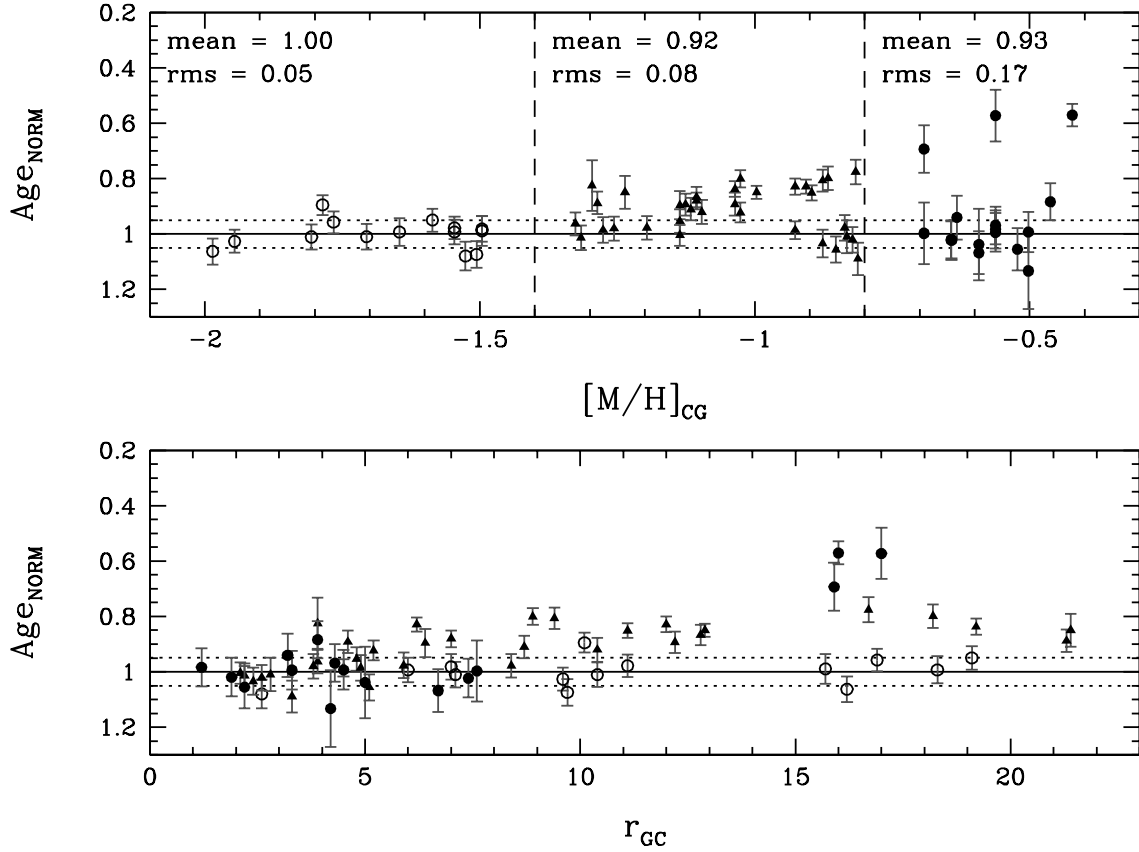 mean = 1.00
rms = 0.05
mean = 0.92
rms = 0.08
mean = 0.93
rms = 0.17
0.2
0.4
0.6
0.8
1
1.2
Age_NORM
-2
-1.5
-1
-0.5
[M/H]_CG
0.2
0.4
0.6
0.8
1
1.2
Age_NORM
0
5
10
15
20
r_GC